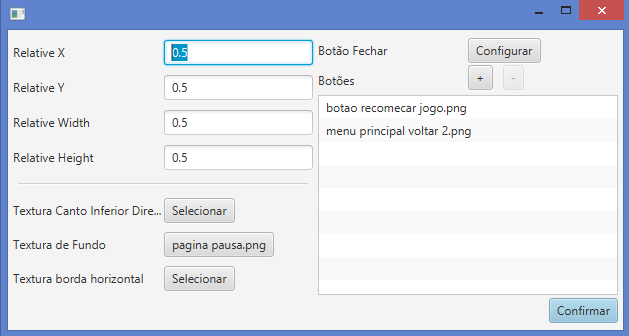 Relative X
0.5
Relative Y
0.5
Relative Width
0.5
Relative Height
0.5
Textura Canto Inferior Dire...
Selecionar
Textura de Fundo
pagina pausa.png
Textura borda horizontal
Selecionar
Botão Fechar
Configurar
Botões
+
-
botao recomecar jogo.png
menu principal voltar 2.png
Confirmar